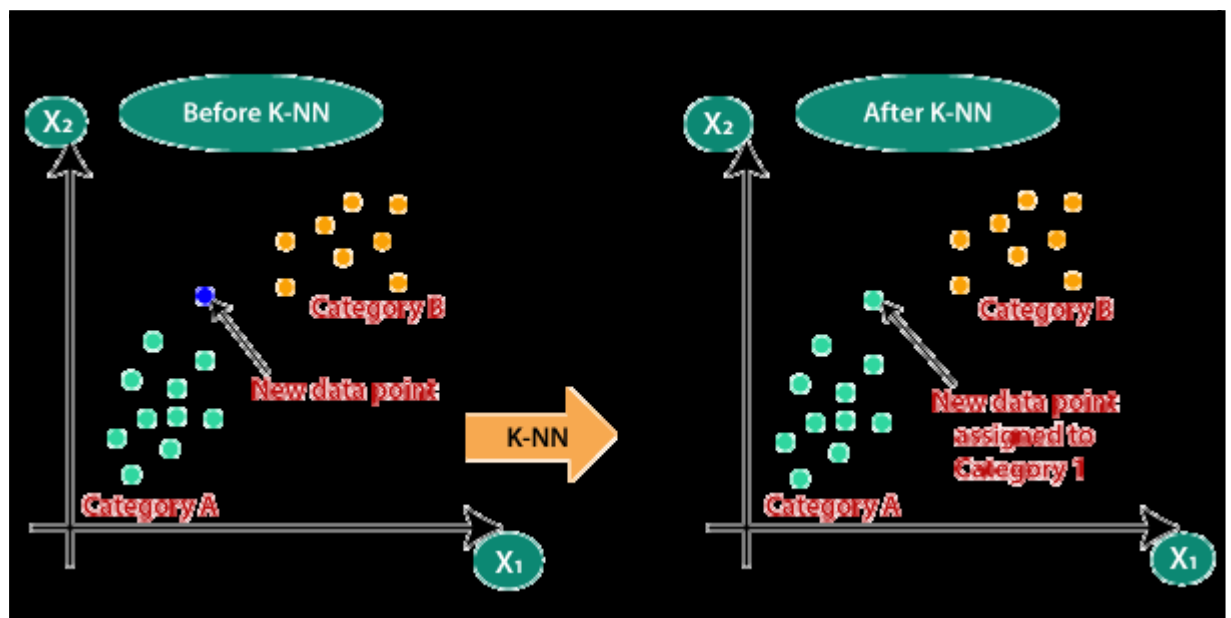 Before K-NN
X₂
Category B
New data point
Category A
X₁
K-NN
After K-NN
X₂
Category B
New data point
assigned to
Category 1
Category A
X₁